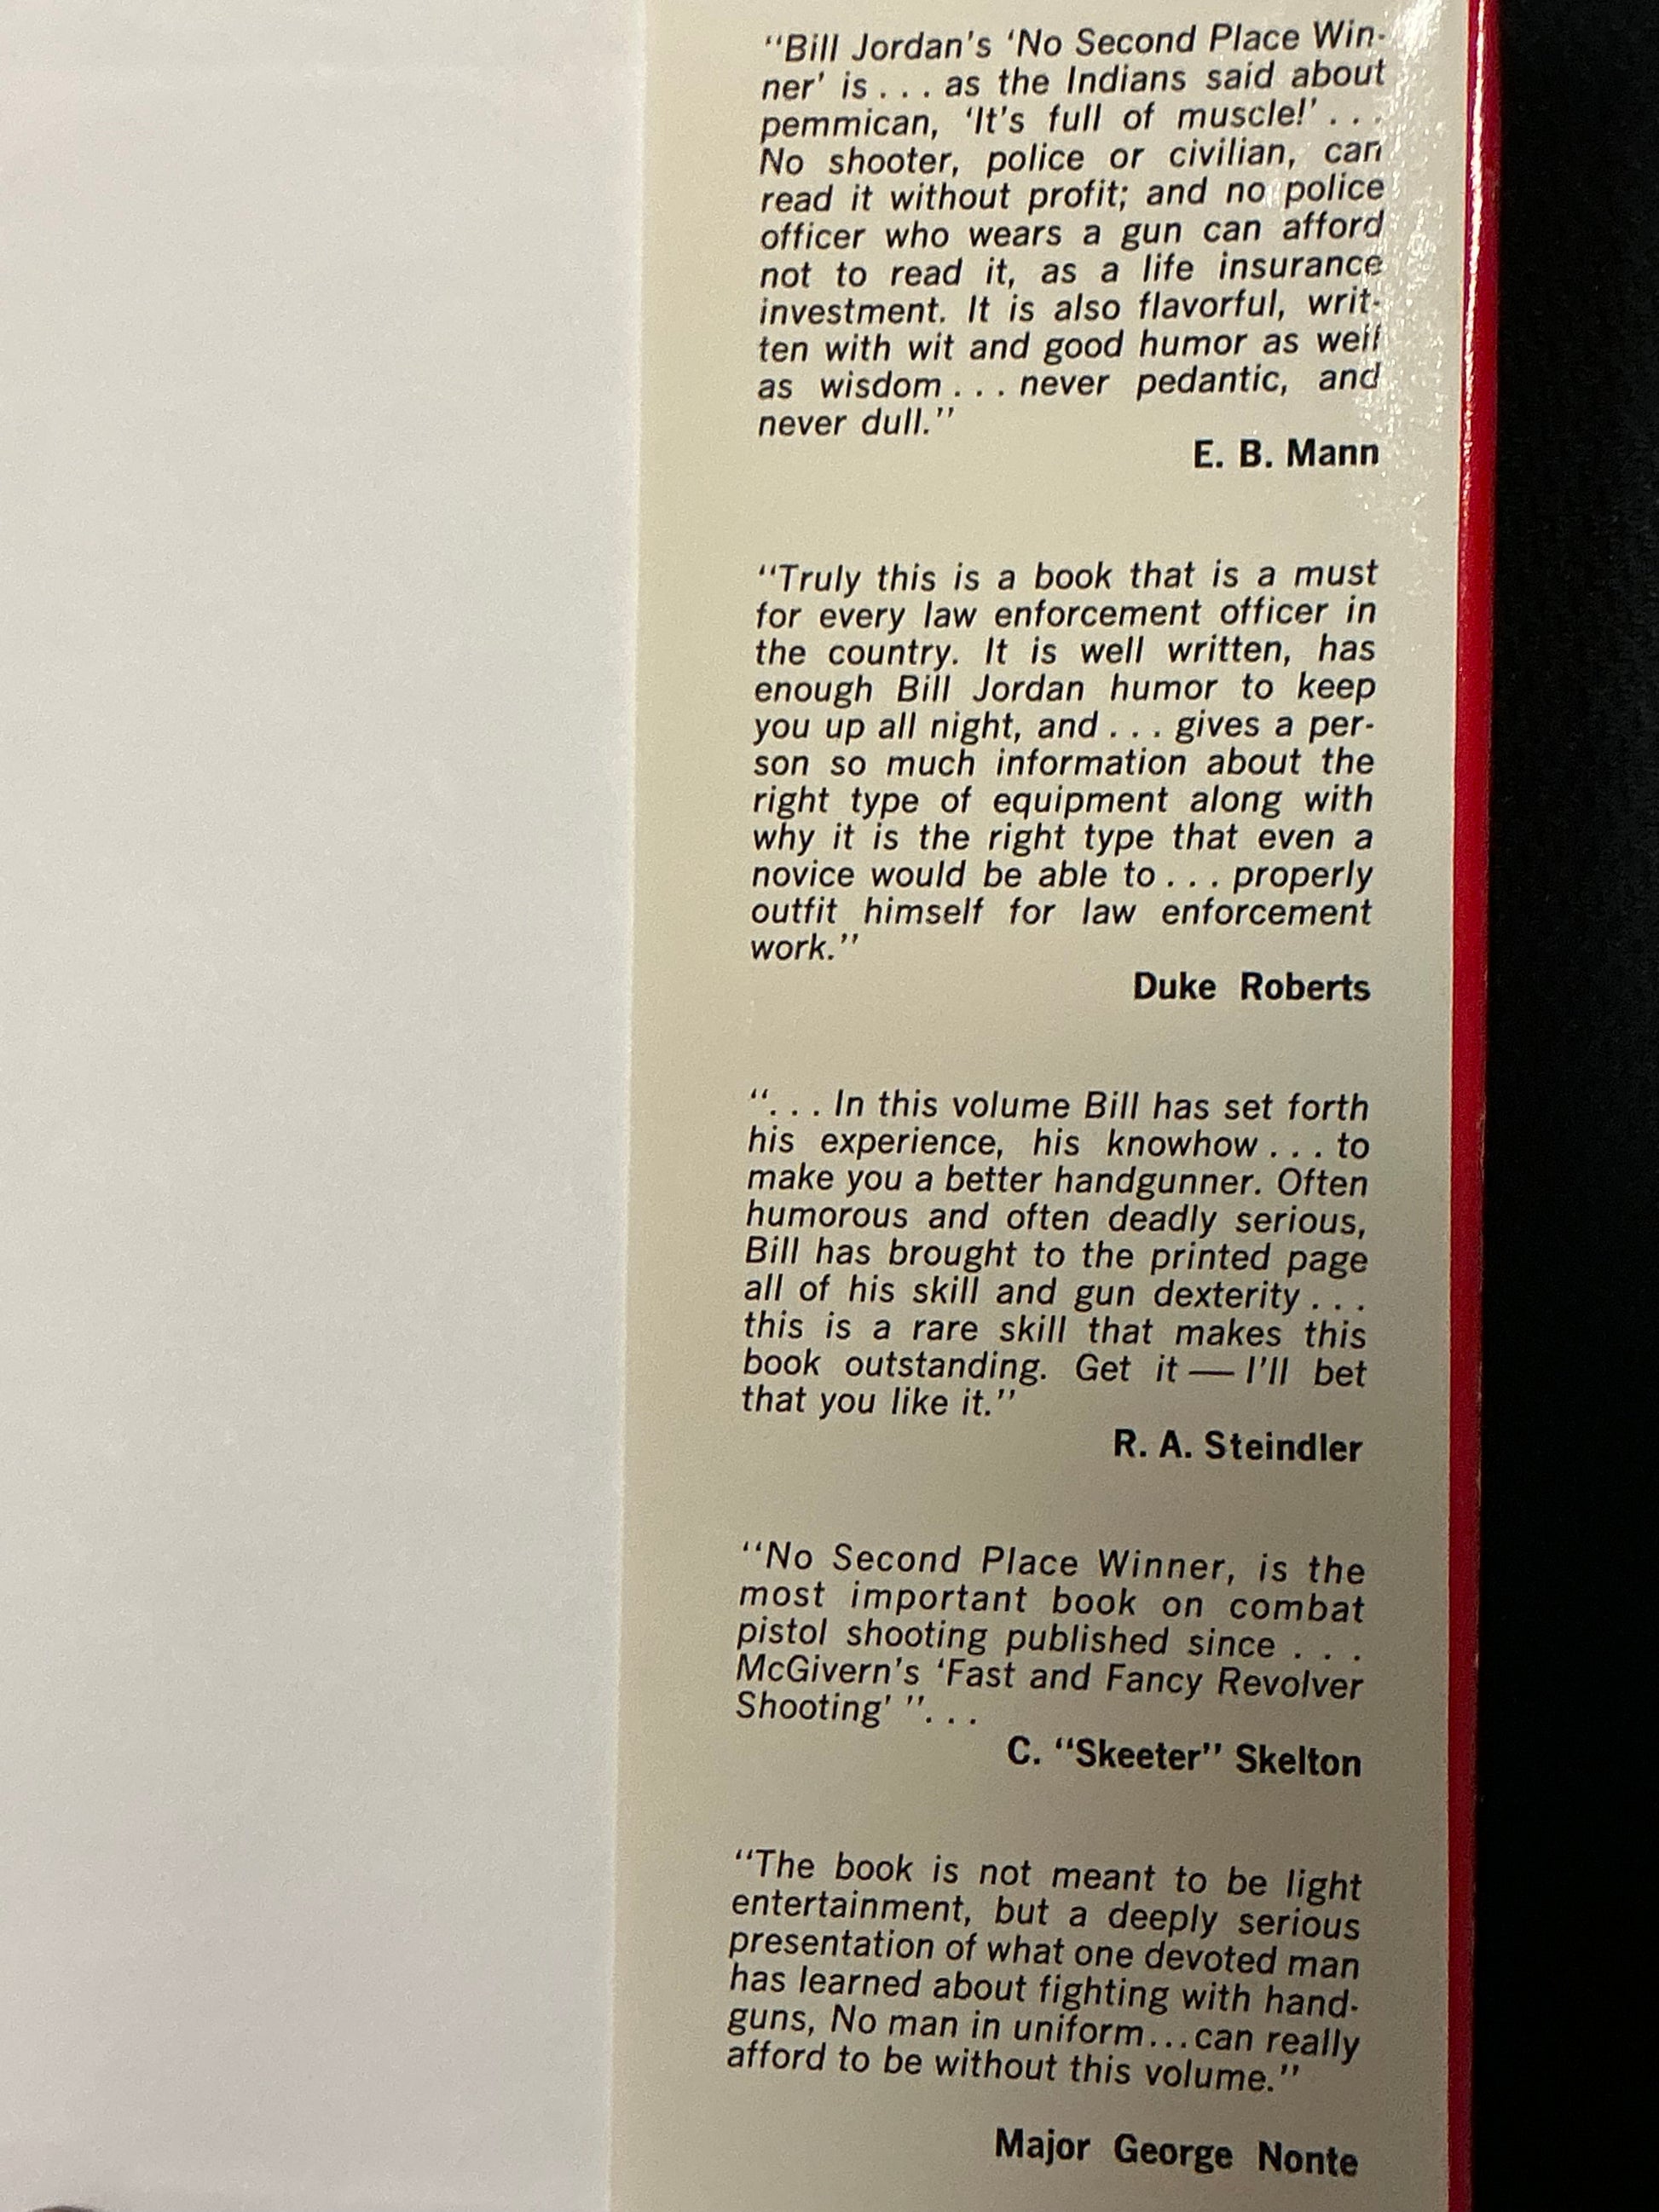 “Bill Jordan’s ‘No Second Place Win-
ner’ is . . . as the Indians said about
pemmican, ‘It’s full of muscle!’ . . .
No shooter, police or civilian, can
read it without profit; and no police
officer who wears a gun can afford
not to read it, as a life insurance
investment. It is also flavorful, writ-
ten with wit and good humor as well
as wisdom . . . never pedantic, and
never dull.”
E. B. Mann
“Truly this is a book that is a must
for every law enforcement officer in
the country. It is well written, has
enough Bill Jordan humor to keep
you up all night, and . . . gives a per-
son so much information about the
right type of equipment along with
why it is the right type that even a
novice would be able to . . . properly
outfit himself for law enforcement
work.”
Duke Roberts
“. . . In this volume Bill has set forth
his experience, his knowhow . . . to
make you a better handgunner. Often
humorous and often deadly serious,
Bill has brought to the printed page
all of his skill and gun dexterity . . .
this is a rare skill that makes this
book outstanding. Get it — I’ll bet
that you like it.”
R. A. Steindler
“No Second Place Winner, is the
most important book on combat
pistol shooting published since . . .
McGivern’s ‘Fast and Fancy Revolver
Shooting’ ”. . .
C. “Skeeter” Skelton
“The book is not meant to be light
entertainment, but a deeply serious
presentation of what one devoted man
has learned about fighting with hand-
guns, No man in uniform...can really
afford to be without this volume.”
Major George Nonte